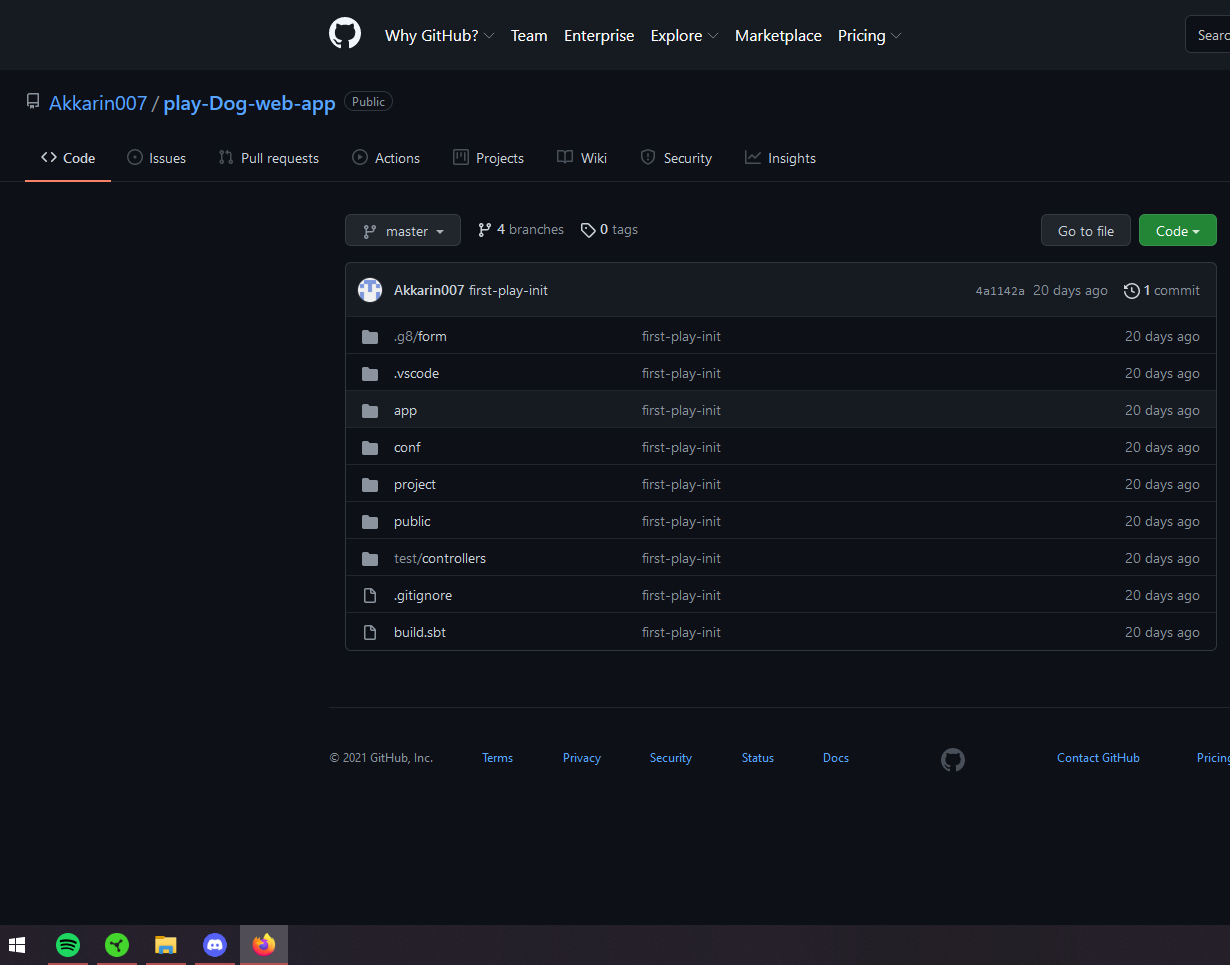 Why GitHub? Team Enterprise Explore Marketplace Pricing
Akkarin007 / play-Dog-web-app Public
Code Issues Pull requests Actions Projects Wiki Security Insights
master 4 branches 0 tags Go to file Code
Akkarin007 first-play-init 4a1142a 20 days ago 1 commit
.g8/form first-play-init 20 days ago
.vscode first-play-init 20 days ago
app first-play-init 20 days ago
conf first-play-init 20 days ago
project first-play-init 20 days ago
public first-play-init 20 days ago
test/controllers first-play-init 20 days ago
.gitignore first-play-init 20 days ago
build.sbt first-play-init 20 days ago
© 2021 GitHub, Inc. Terms Privacy Security Status Docs Contact GitHub